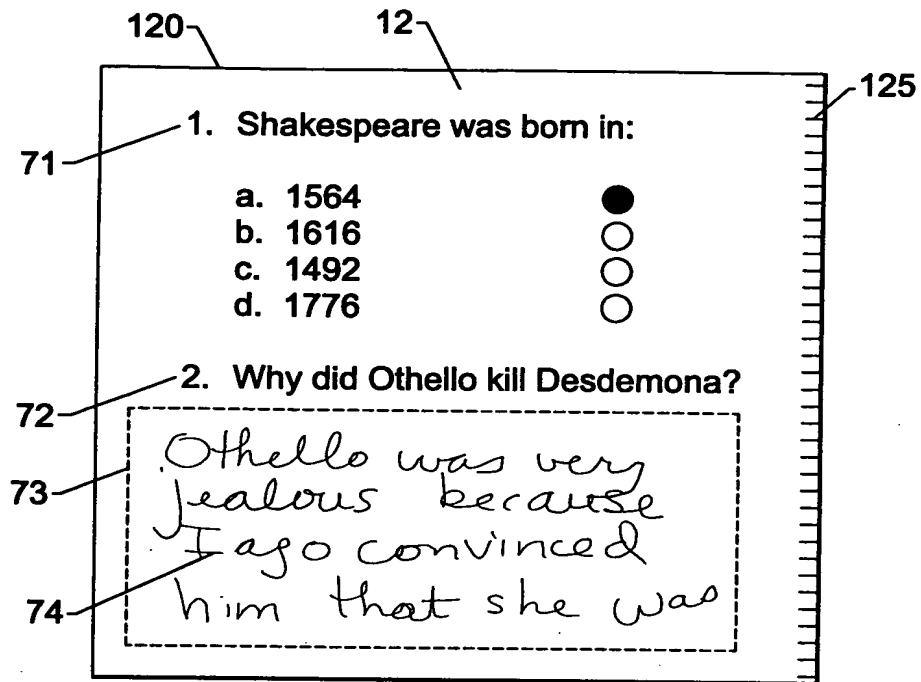 120
12
125
1. Shakespeare was born in:
71
a. 1564
b. 1616
c. 1492
d. 1776
2. Why did Othello kill Desdemona?
72
Othello was very
73
jealous because
Iago convinced
74
him that she was